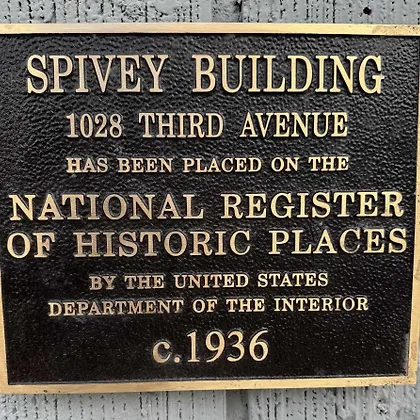 SPIVEY BUILDING
1028 THIRD AVENUE
HAS BEEN PLACED ON THE
NATIONAL REGISTER
OF HISTORIC PLACES
BY THE UNITED STATES
DEPARTMENT OF THE INTERIOR
c.1936